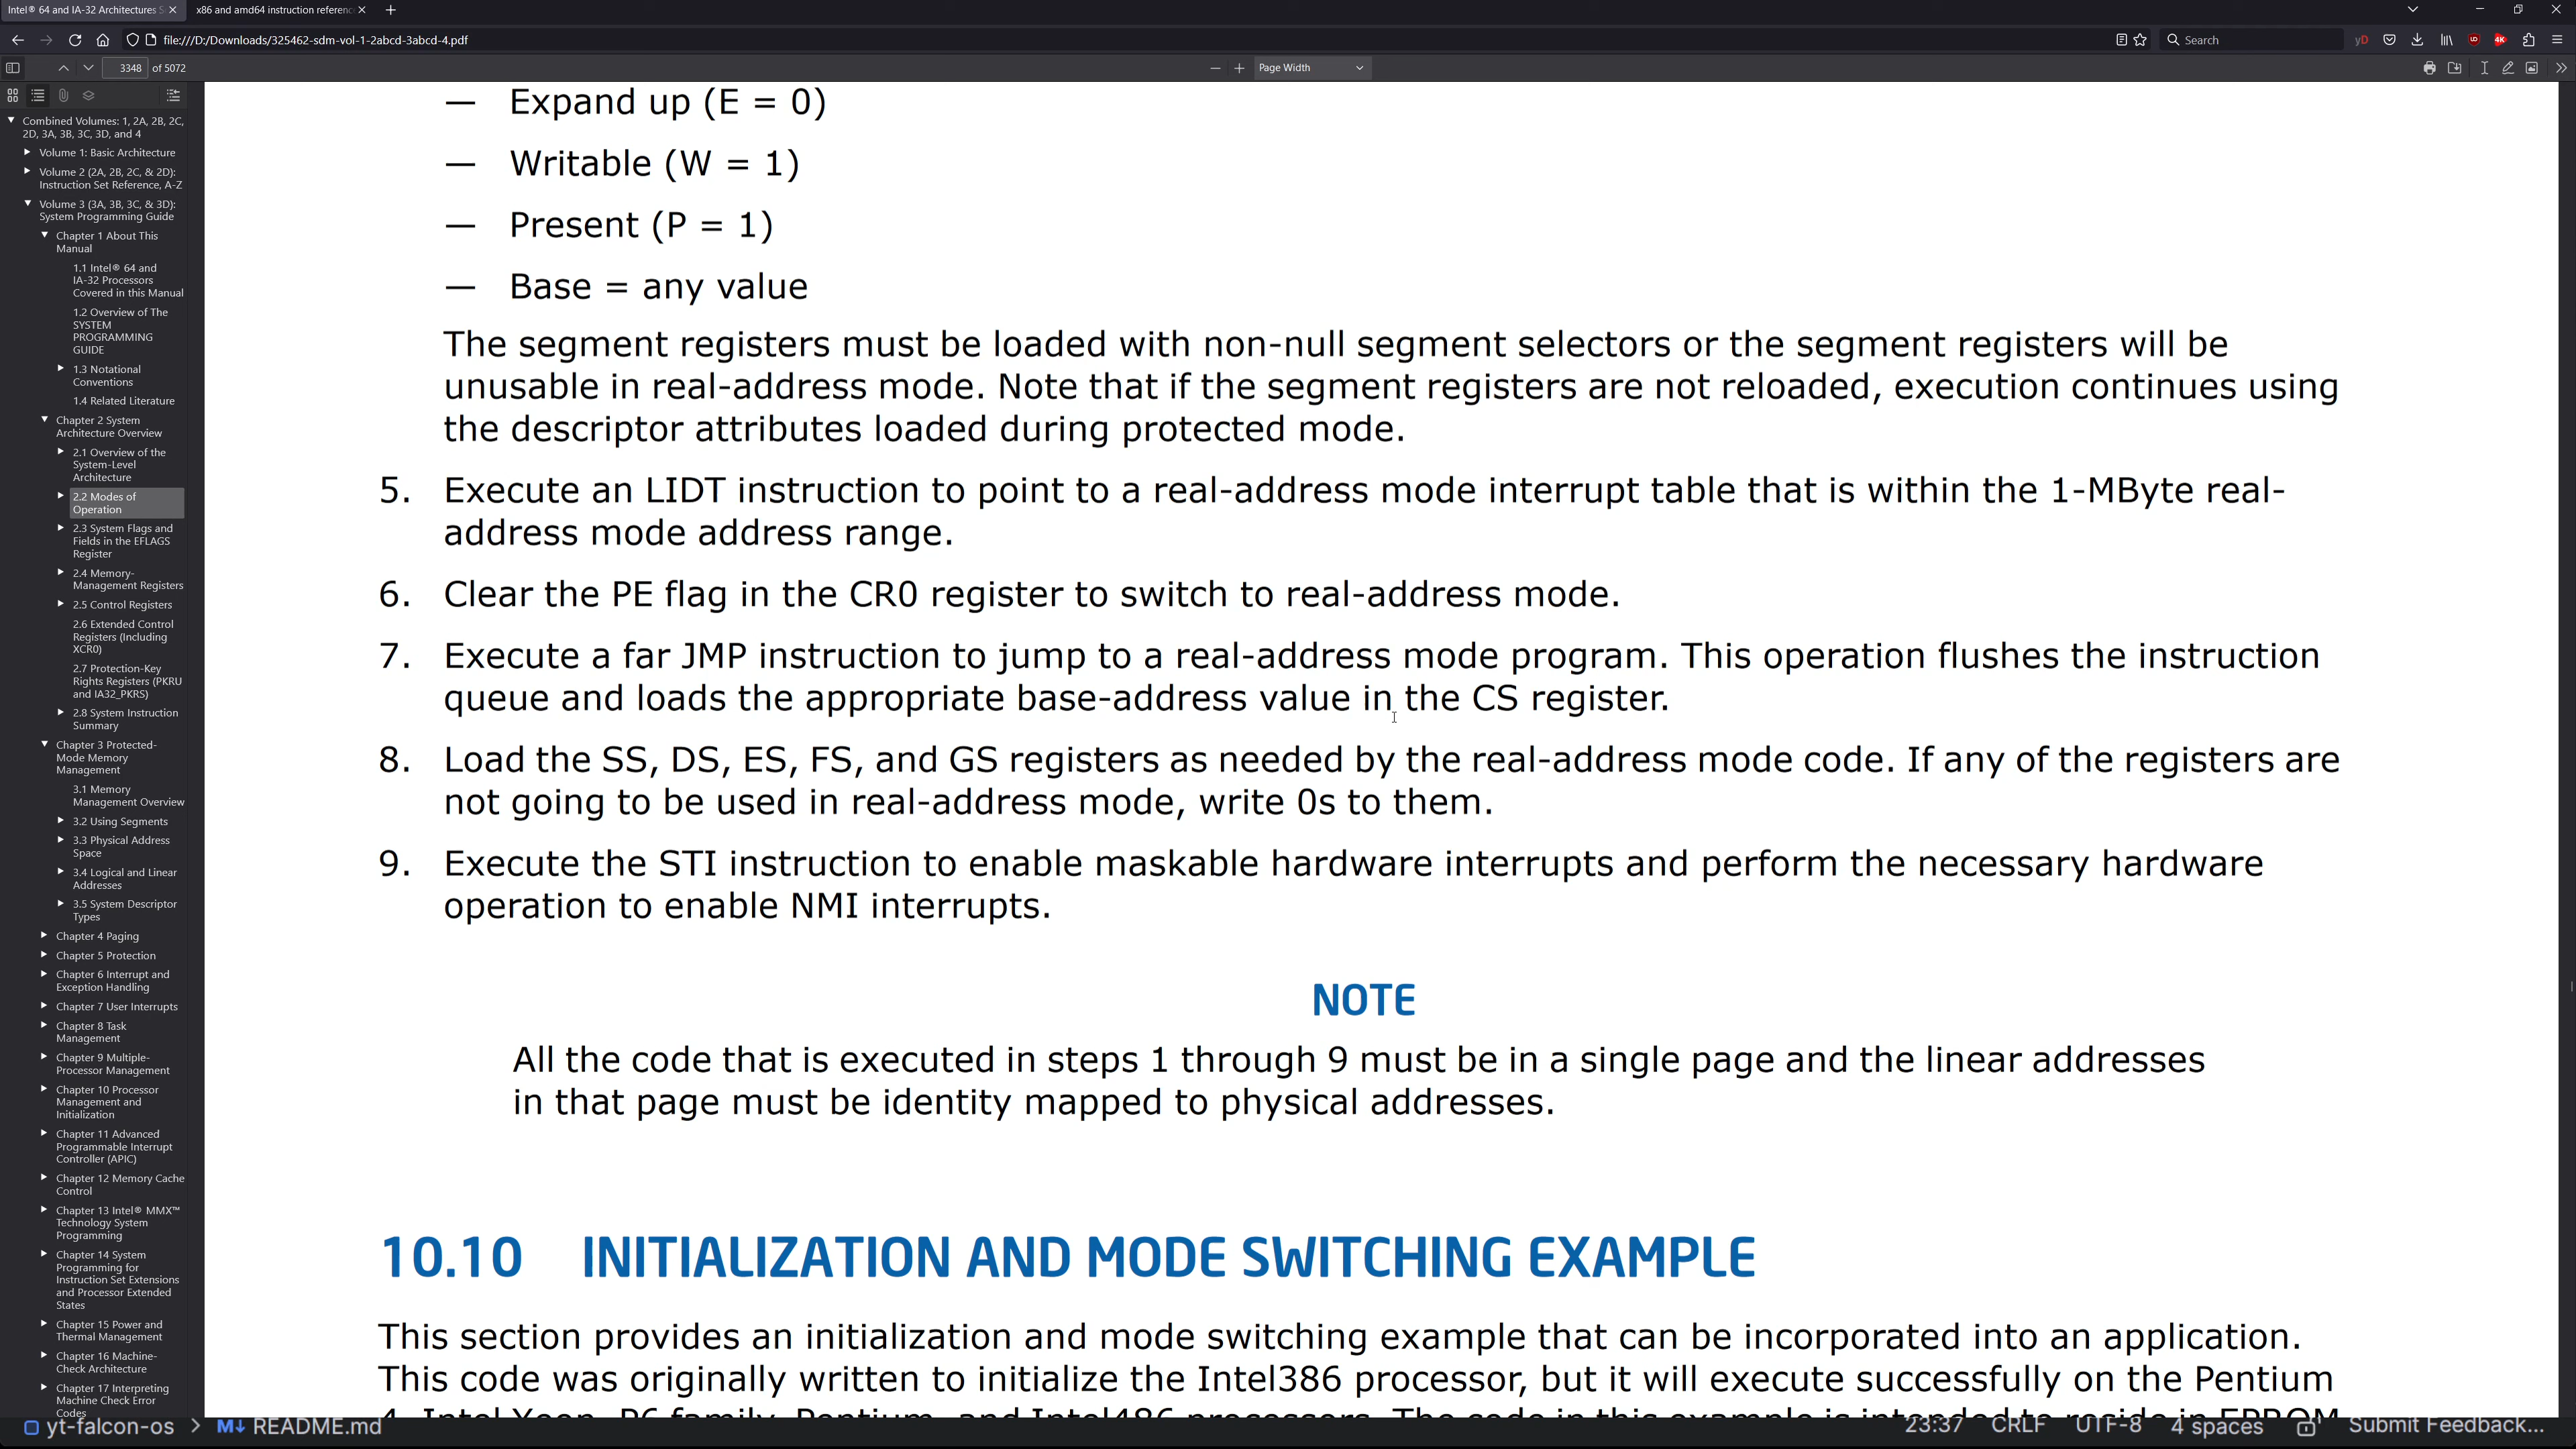 Intel® 64 and IA-32 Architectures S
x86 and amd64 instruction referenc
file:///D:/Downloads/325462-sdm-vol-1-2abcd-3abcd-4.pdf
Search
yD
4K
3348 of 5072
Page Width
Combined Volumes: 1, 2A, 2B, 2C,
2D, 3A, 3B, 3C, 3D, and 4
Volume 1: Basic Architecture
Volume 2 (2A, 2B, 2C, & 2D):
Instruction Set Reference, A-Z
Volume 3 (3A, 3B, 3C, & 3D):
System Programming Guide
Chapter 1 About This
Manual
1.1 Intel® 64 and
IA-32 Processors
Covered in this Manual
1.2 Overview of The
SYSTEM
PROGRAMMING
GUIDE
1.3 Notational
Conventions
1.4 Related Literature
Chapter 2 System
Architecture Overview
2.1 Overview of the
System-Level
Architecture
2.2 Modes of
Operation
2.3 System Flags and
Fields in the EFLAGS
Register
2.4 Memory-
Management Registers
2.5 Control Registers
2.6 Extended Control
Registers (Including
XCR0)
2.7 Protection-Key
Rights Registers (PKRU
and IA32_PKRS)
2.8 System Instruction
Summary
Chapter 3 Protected-
Mode Memory
Management
3.1 Memory
Management Overview
3.2 Using Segments
3.3 Physical Address
Space
3.4 Logical and Linear
Addresses
3.5 System Descriptor
Types
Chapter 4 Paging
Chapter 5 Protection
Chapter 6 Interrupt and
Exception Handling
Chapter 7 User Interrupts
Chapter 8 Task
Management
Chapter 9 Multiple-
Processor Management
Chapter 10 Processor
Management and
Initialization
Chapter 11 Advanced
Programmable Interrupt
Controller (APIC)
Chapter 12 Memory Cache
Control
Chapter 13 Intel® MMX™
Technology System
Programming
Chapter 14 System
Programming for
Instruction Set Extensions
and Processor Extended
States
Chapter 15 Power and
Thermal Management
Chapter 16 Machine-
Check Architecture
Chapter 17 Interpreting
Machine Check Error
Codes
— Expand up (E = 0)
— Writable (W = 1)
— Present (P = 1)
— Base = any value
The segment registers must be loaded with non-null segment selectors or the segment registers will be
unusable in real-address mode. Note that if the segment registers are not reloaded, execution continues using
the descriptor attributes loaded during protected mode.
5. Execute an LIDT instruction to point to a real-address mode interrupt table that is within the 1-MByte real-
address mode address range.
6. Clear the PE flag in the CR0 register to switch to real-address mode.
7. Execute a far JMP instruction to jump to a real-address mode program. This operation flushes the instruction
queue and loads the appropriate base-address value in the CS register.
8. Load the SS, DS, ES, FS, and GS registers as needed by the real-address mode code. If any of the registers are
not going to be used in real-address mode, write 0s to them.
9. Execute the STI instruction to enable maskable hardware interrupts and perform the necessary hardware
operation to enable NMI interrupts.
NOTE
All the code that is executed in steps 1 through 9 must be in a single page and the linear addresses
in that page must be identity mapped to physical addresses.
10.10 INITIALIZATION AND MODE SWITCHING EXAMPLE
This section provides an initialization and mode switching example that can be incorporated into an application.
This code was originally written to initialize the Intel386 processor, but it will execute successfully on the Pentium
4, Intel Xeon, P6 family, Pentium, and Intel486 processors. The code in this example is intended to reside in EPROM
yt-falcon-os > M↓ README.md
23:37 CRLF UTF-8 4 spaces Submit Feedback...